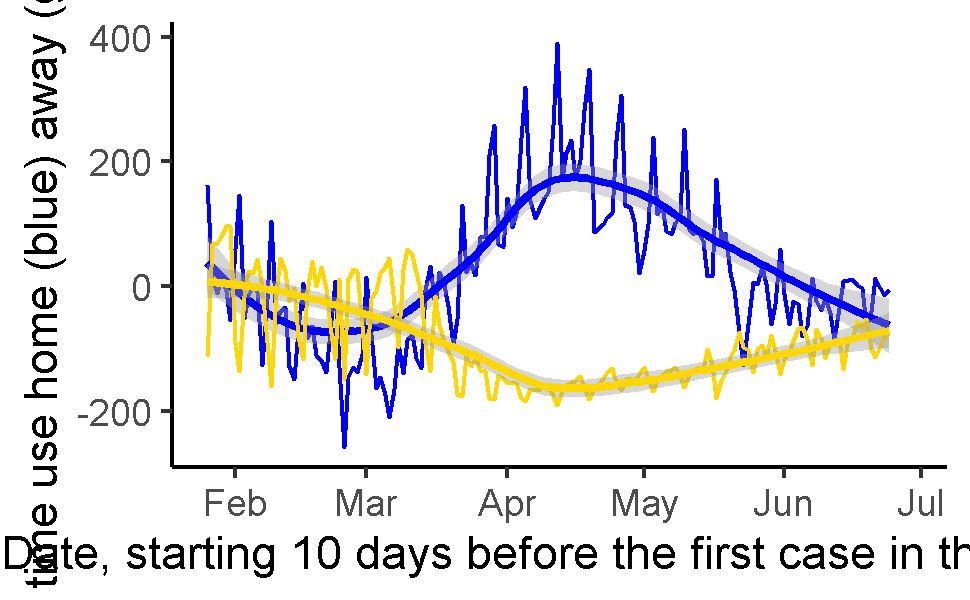 time use home (blue) away (
400
200
0
-200
Feb Mar Apr May Jun Jul
Date, starting 10 days before the first case in th